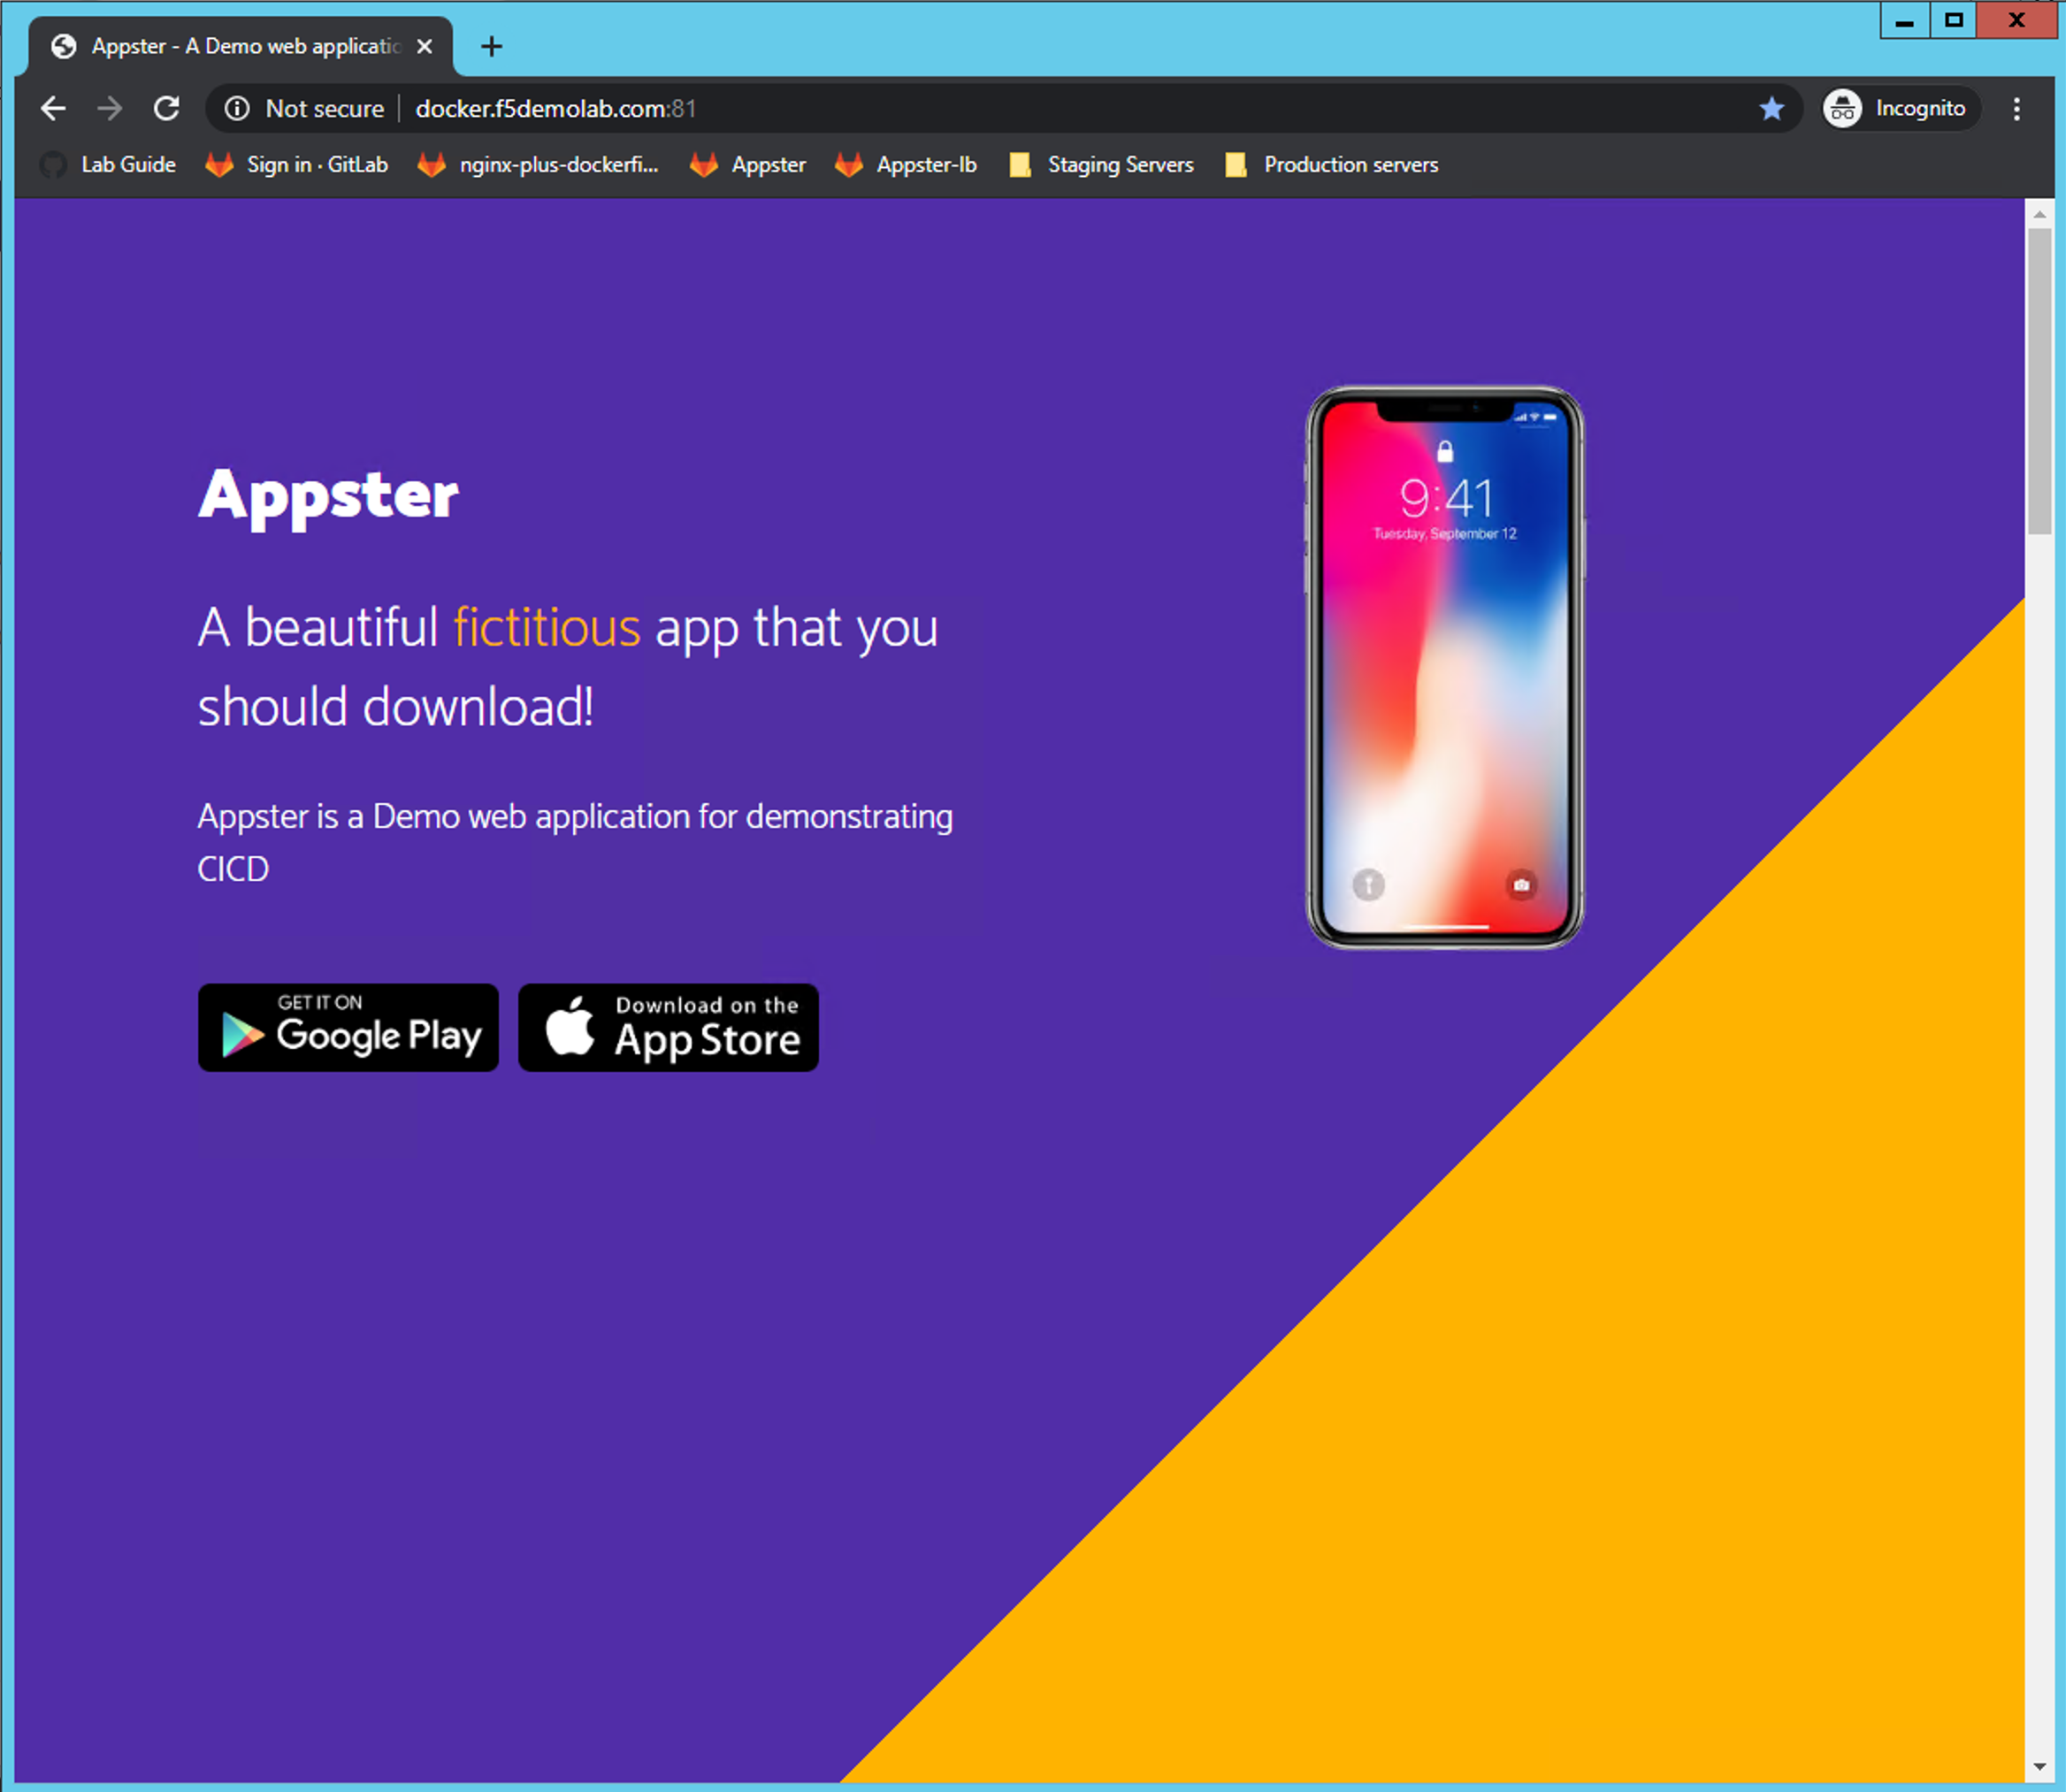 Appster - A Demo web applicatio
Not secure
docker.f5demolab.com:81
Incognito
Lab Guide
Sign in · GitLab
nginx-plus-dockerfi...
Appster
Appster-lb
Staging Servers
Production servers
9:41
Tuesday, September 12
Appster
A beautiful fictitious app that you
should download!
Appster is a Demo web application for demonstrating
CICD
GET IT ON
Google Play
Download on the
App Store